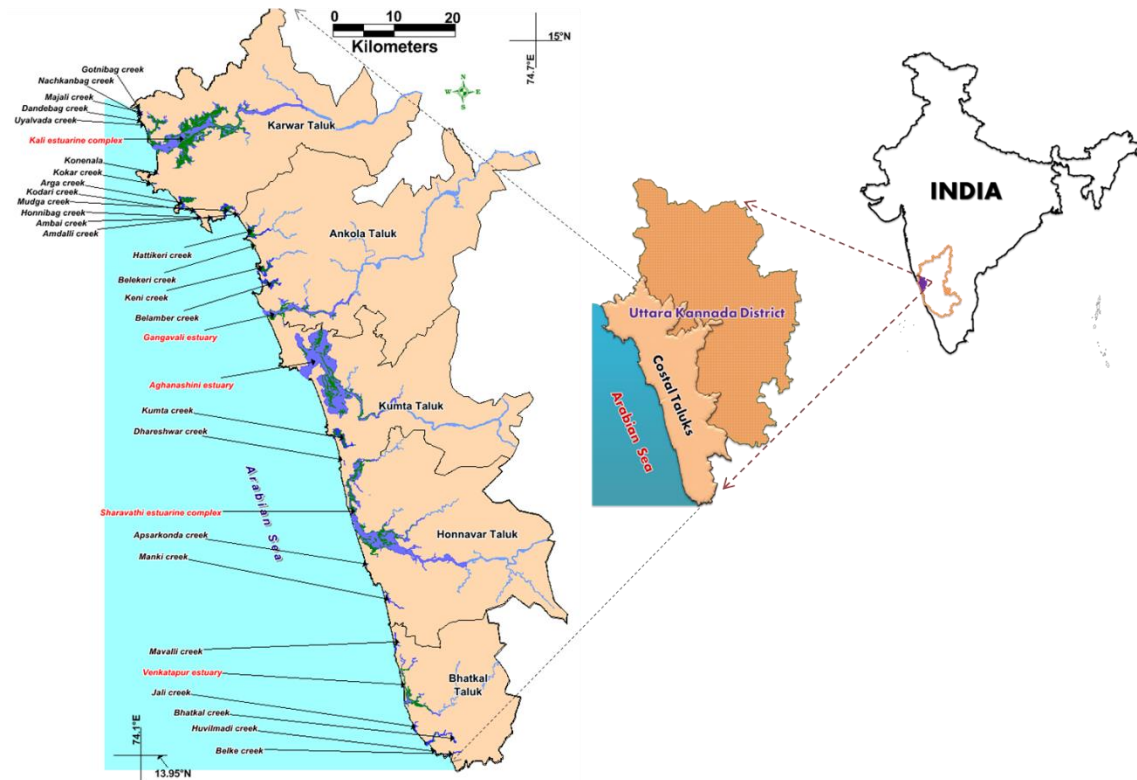 0 10 20
Kilometers
15°N
74.7°E
N
W E
S
Gotnibag creek
Nachkanbag creek
Majali creek
Dandebag creek
Uyalvada creek
Kali estuarine complex
Karwar Taluk
Konenala
Kokar creek
Arga creek
Kodari creek
Mudga creek
Honnibag creek
Ambai creek
Amdalli creek
Ankola Taluk
Hattikeri creek
Belekeri creek
Keni creek
Belamber creek
Gangavali estuary
Aghanashini estuary
Kumta Taluk
Kumta creek
Dhareshwar creek
Arabian Sea
Sharavathi estuarine complex
Honnavar Taluk
Apsarkonda creek
Manki creek
Mavalli creek
Venkatapur estuary
Bhatkal
Taluk
Jali creek
Bhatkal creek
Huvilmadi creek
Belke creek
74.1°E
13.95°N
Uttara Kannada District
Costal Taluks
Arabian Sea
INDIA